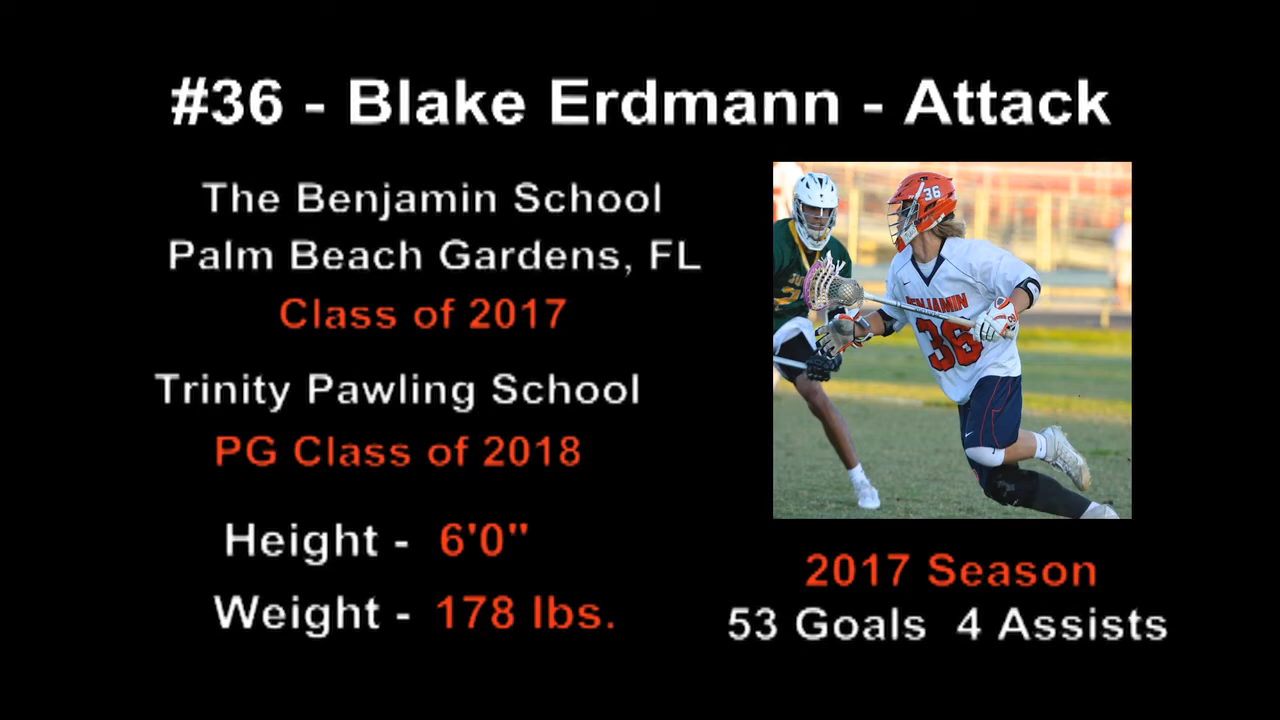 #36 - Blake Erdmann - Attack
The Benjamin School
Palm Beach Gardens, FL
Class of 2017
Trinity Pawling School
PG Class of 2018
Height - 6'0"
Weight - 178 lbs.
36
BENJAMIN
36
2017 Season
53 Goals 4 Assists